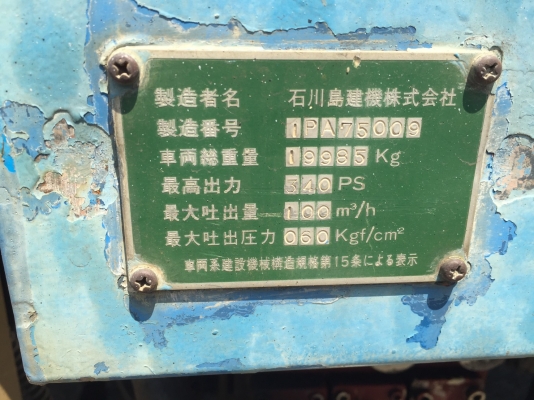 製造者名 石川島建機株式会社
製造番号 1PA75009
車両総重量 19985 Kg
最高出力 340 PS
最大吐出量 100 m³/h
最大吐出圧力 060 Kgf/cm²
車両系建設機械構造規格第15条による表示